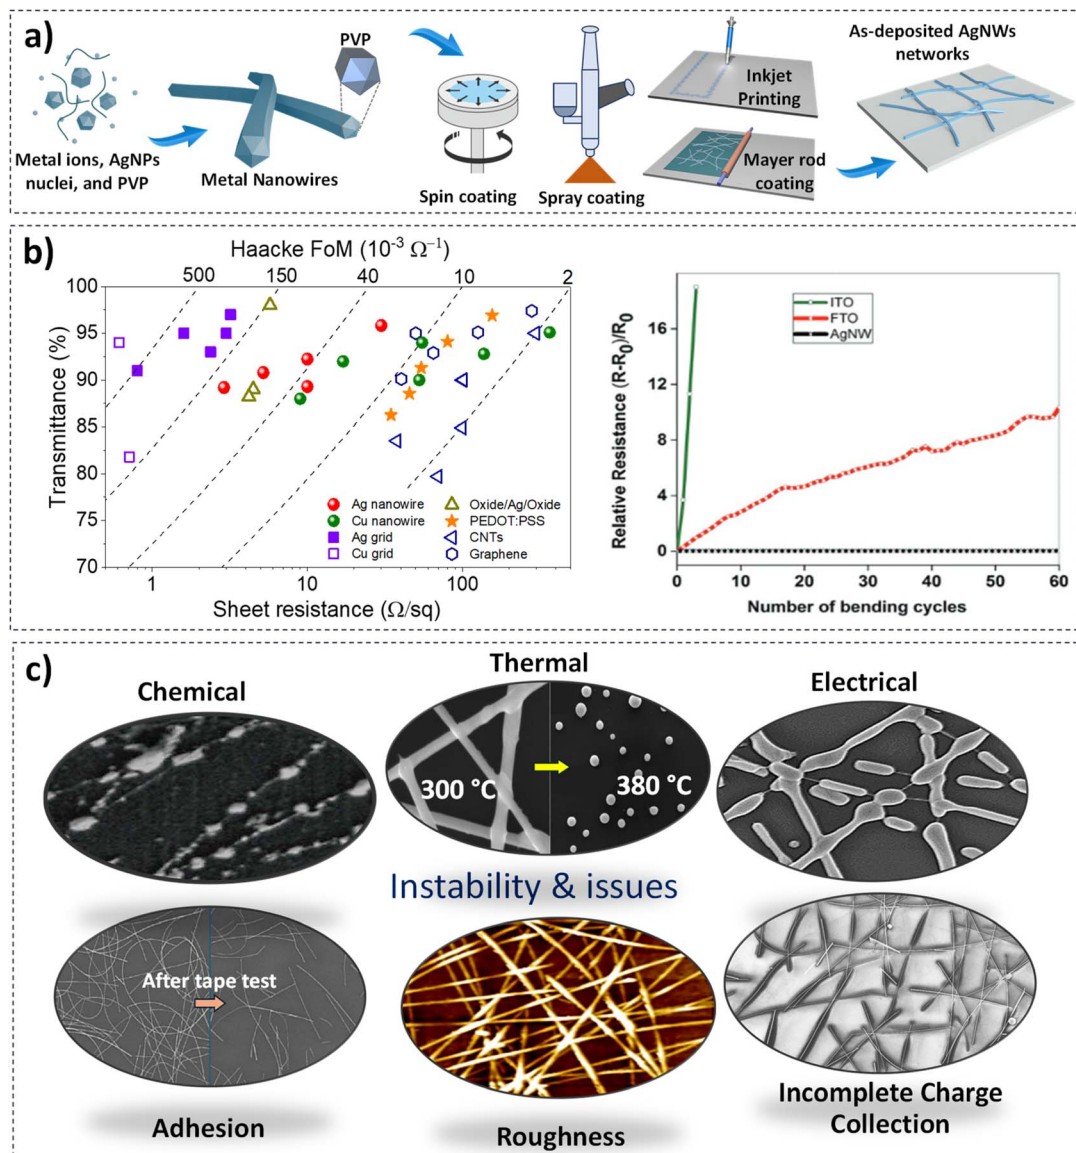 a)
PVP
Metal ions, AgNPs
nuclei, and PVP
Metal Nanowires
Spin coating
Spray coating
Inkjet
Printing
Mayer rod
coating
As-deposited AgNWs
networks
b)
Haacke FoM (10⁻³ Ω⁻¹)
500 150 40 10 2
Transmittance (%)
100
95
90
85
80
75
70
1 10 100
Sheet resistance (Ω/sq)
Ag nanowire
Cu nanowire
Ag grid
Cu grid
Oxide/Ag/Oxide
PEDOT:PSS
CNTs
Graphene
Relative Resistance (R-R₀)/R₀
16
12
8
4
0
ITO
FTO
AgNW
0 10 20 30 40 50 60
Number of bending cycles
c)
Chemical
Thermal
Electrical
300 °C
380 °C
Instability & issues
After tape test
Adhesion
Roughness
Incomplete Charge
Collection